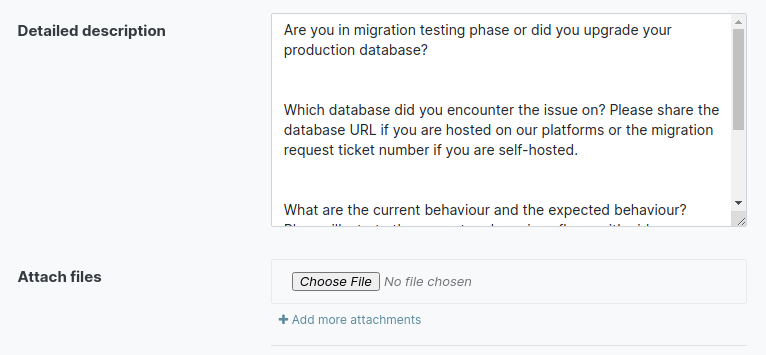 Detailed description
Are you in migration testing phase or did you upgrade your
production database?
Which database did you encounter the issue on? Please share the
database URL if you are hosted on our platforms or the migration
request ticket number if you are self-hosted.
What are the current behaviour and the expected behaviour?
Attach files
Choose File No file chosen
+ Add more attachments